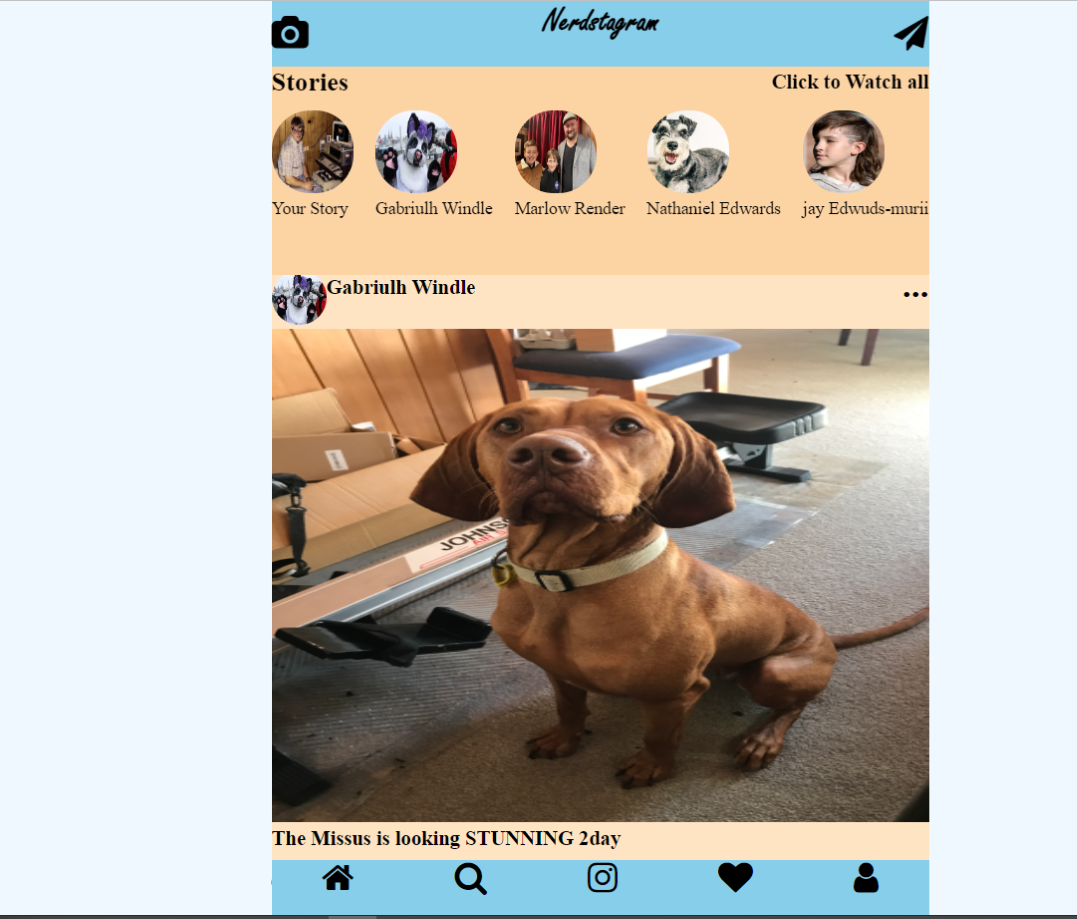 Nerdstagram
Stories
Click to Watch all
Your Story
Gabriulh Windle
Marlow Render
Nathaniel Edwards
jay Edwuds-murii
Gabriulh Windle
JOHNS
The Missus is looking STUNNING 2day